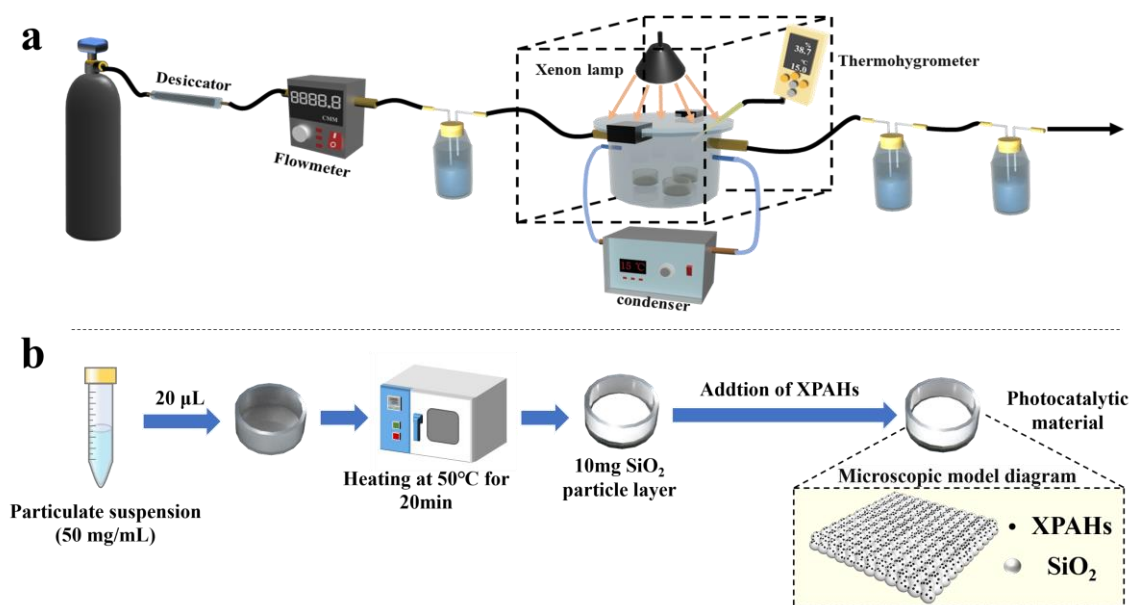 a
Desiccator
8888.8
CMM
Flowmeter
Xenon lamp
38.7
℃
15.0
Thermohygrometer
15 ℃
condenser
b
20 μL
Particulate suspension
(50 mg/mL)
Heating at 50℃ for
20min
10mg SiO₂
particle layer
Addtion of XPAHs
Photocatalytic
material
Microscopic model diagram
XPAHs
SiO₂